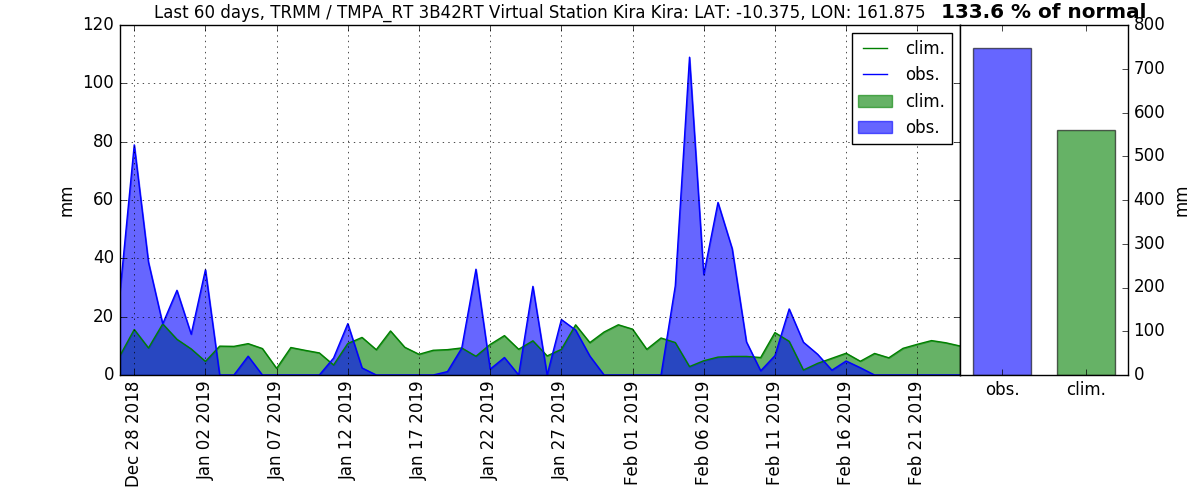 Last 60 days, TRMM / TMPA_RT 3B42RT Virtual Station Kira Kira: LAT: -10.375, LON: 161.875 133.6 % of normal
120
100
80
60
40
20
0
mm
clim.
obs.
clim.
obs.
800
700
600
500
400
300
200
100
0
mm
obs.
clim.
Dec 28 2018
Jan 02 2019
Jan 07 2019
Jan 12 2019
Jan 17 2019
Jan 22 2019
Jan 27 2019
Feb 01 2019
Feb 06 2019
Feb 11 2019
Feb 16 2019
Feb 21 2019